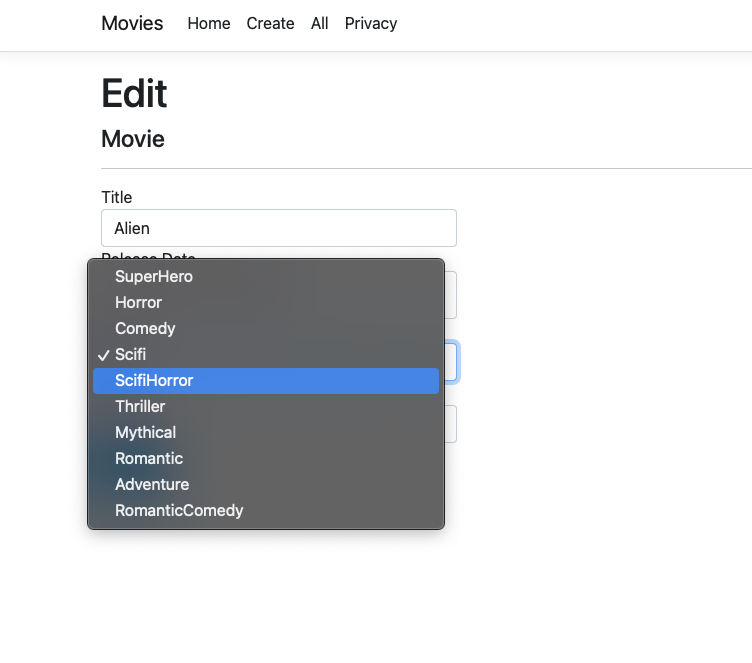 Movies Home Create All Privacy
Edit
Movie
Title
Alien
Release Date
SuperHero
Horror
Comedy
Scifi
ScifiHorror
Thriller
Mythical
Romantic
Adventure
RomanticComedy